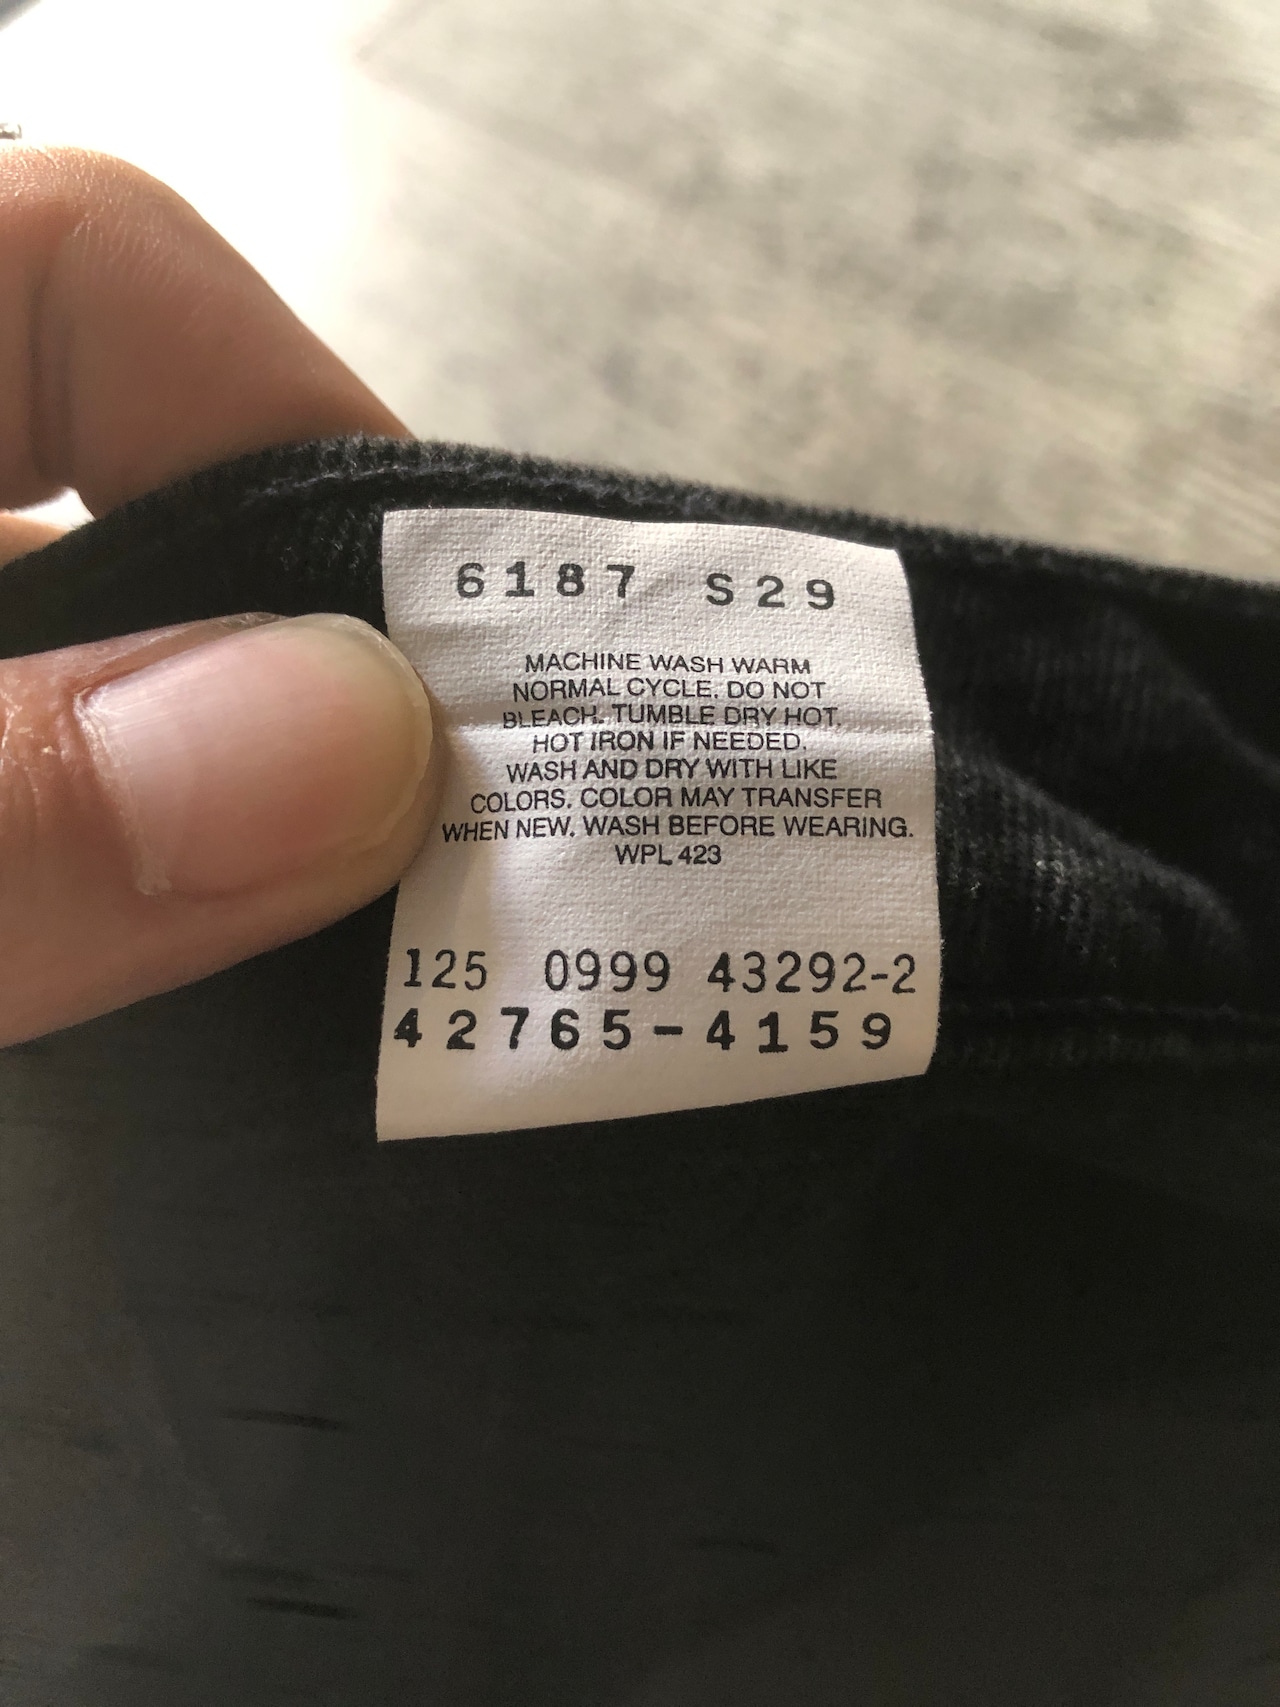 6187 S29
MACHINE WASH WARM
NORMAL CYCLE. DO NOT
BLEACH. TUMBLE DRY HOT.
HOT IRON IF NEEDED.
WASH AND DRY WITH LIKE
COLORS. COLOR MAY TRANSFER
WHEN NEW. WASH BEFORE WEARING.
WPL 423
125 0999 43292-2
42765-4159